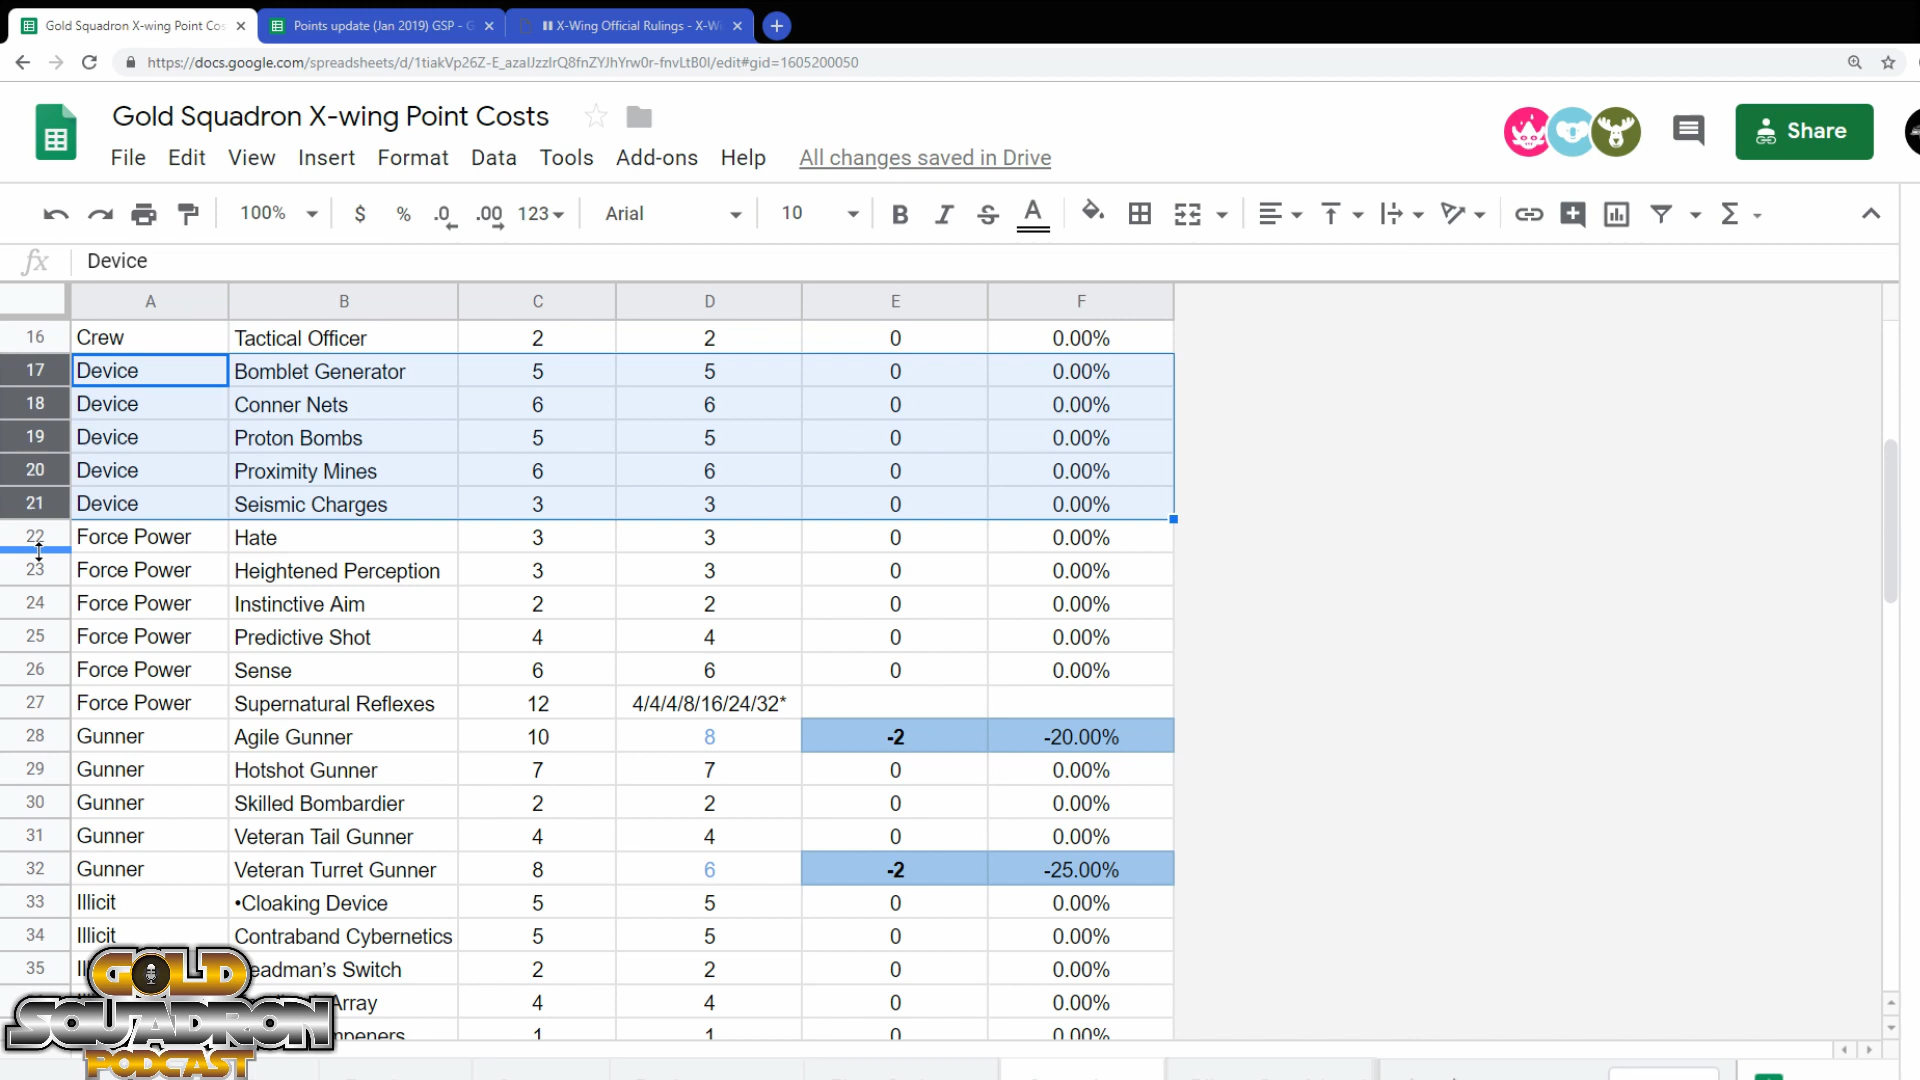 Gold Squadron X-wing Point Cos
Points update (Jan 2019) GSP - G
X-Wing Official Rulings - X-Wi
https://docs.google.com/spreadsheets/d/1tiakVp26Z-E_azalJzzlrQ8fnZYJhYrw0r-fnvLtB0I/edit#gid=1605200050
Gold Squadron X-wing Point Costs
File Edit View Insert Format Data Tools Add-ons Help All changes saved in Drive
Share
100% $ % .0 .00 123 Arial 10 B I S A Σ
fx Device
A B C D E F
16 Crew Tactical Officer 2 2 0 0.00%
17 Device Bomblet Generator 5 5 0 0.00%
18 Device Conner Nets 6 6 0 0.00%
19 Device Proton Bombs 5 5 0 0.00%
20 Device Proximity Mines 6 6 0 0.00%
21 Device Seismic Charges 3 3 0 0.00%
22 Force Power Hate 3 3 0 0.00%
23 Force Power Heightened Perception 3 3 0 0.00%
24 Force Power Instinctive Aim 2 2 0 0.00%
25 Force Power Predictive Shot 4 4 0 0.00%
26 Force Power Sense 6 6 0 0.00%
27 Force Power Supernatural Reflexes 12 4/4/4/8/16/24/32*
28 Gunner Agile Gunner 10 8 -2 -20.00%
29 Gunner Hotshot Gunner 7 7 0 0.00%
30 Gunner Skilled Bombardier 2 2 0 0.00%
31 Gunner Veteran Tail Gunner 4 4 0 0.00%
32 Gunner Veteran Turret Gunner 8 6 -2 -25.00%
33 Illicit •Cloaking Device 5 5 0 0.00%
34 Illicit Contraband Cybernetics 5 5 0 0.00%
35 Il eadman's Switch 2 2 0 0.00%
Array 4 4 0 0.00%
mpeners 1 1 0 0.00%
GOLD
SQUADRON
PODCAST